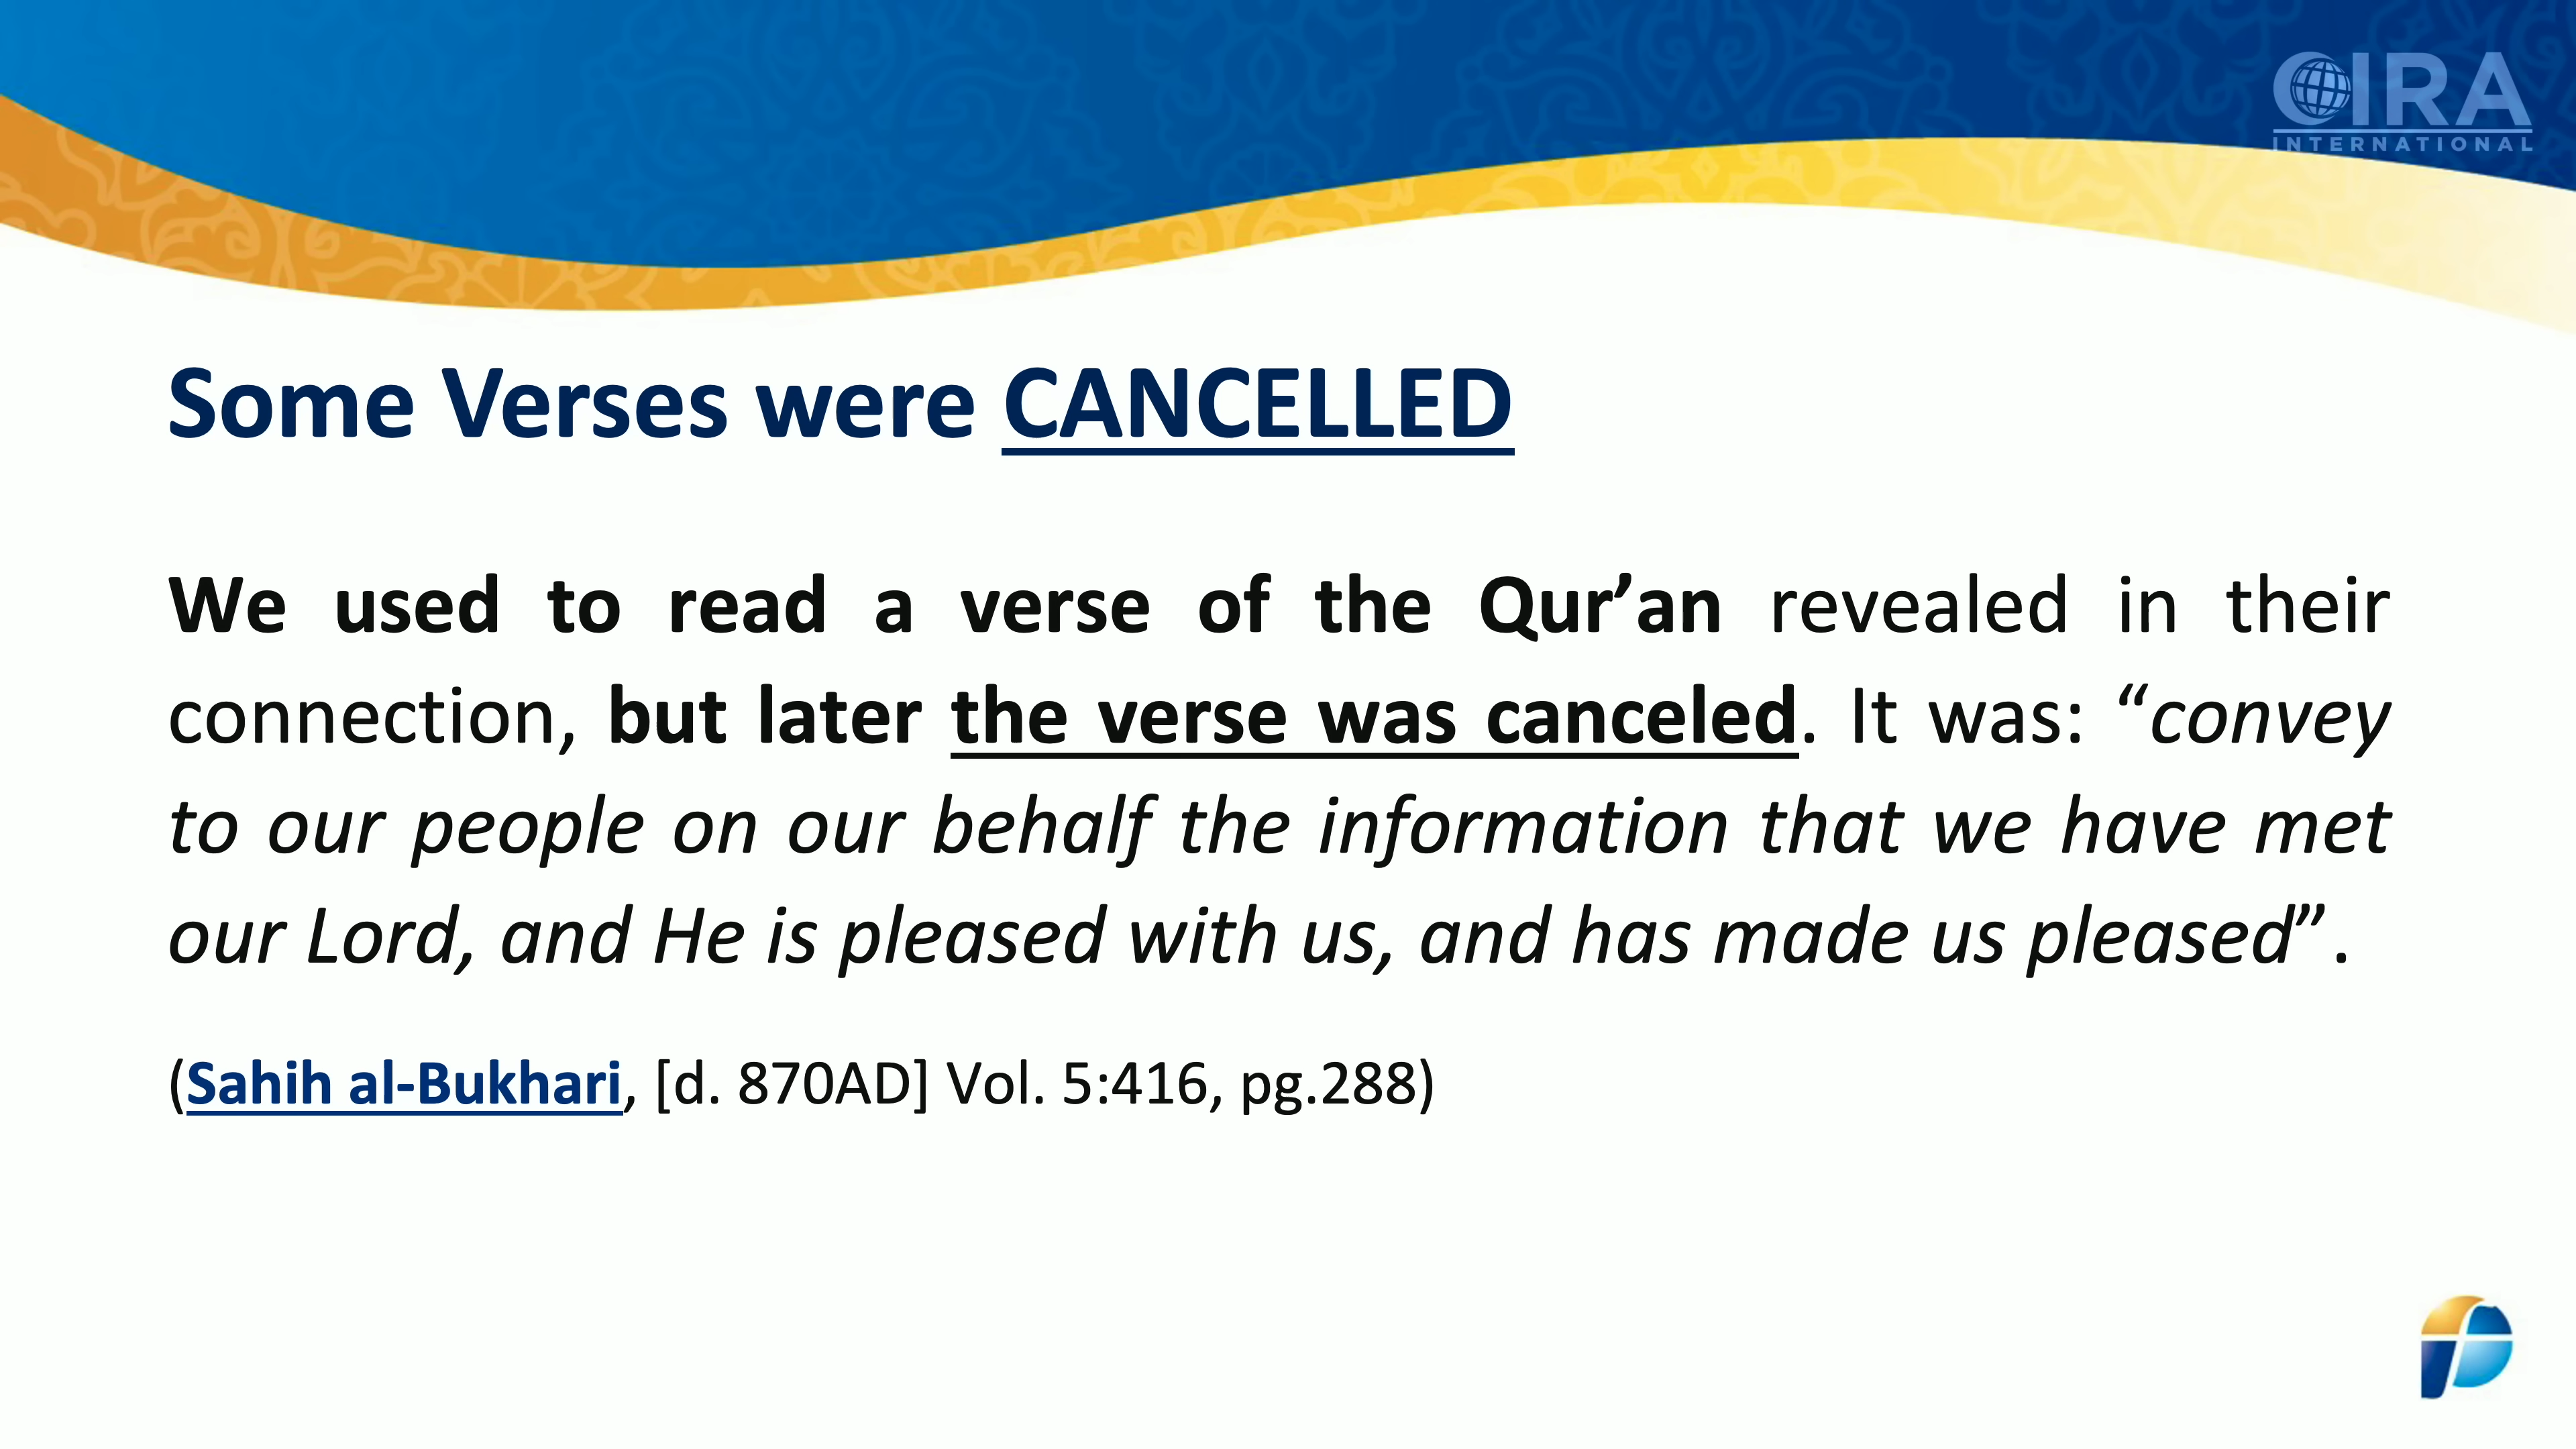 CIRA
INTERNATIONAL
Some Verses were CANCELLED
We used to read a verse of the Qur’an revealed in their
connection, but later the verse was canceled. It was: “convey
to our people on our behalf the information that we have met
our Lord, and He is pleased with us, and has made us pleased”.
(Sahih al-Bukhari, [d. 870AD] Vol. 5:416, pg.288)